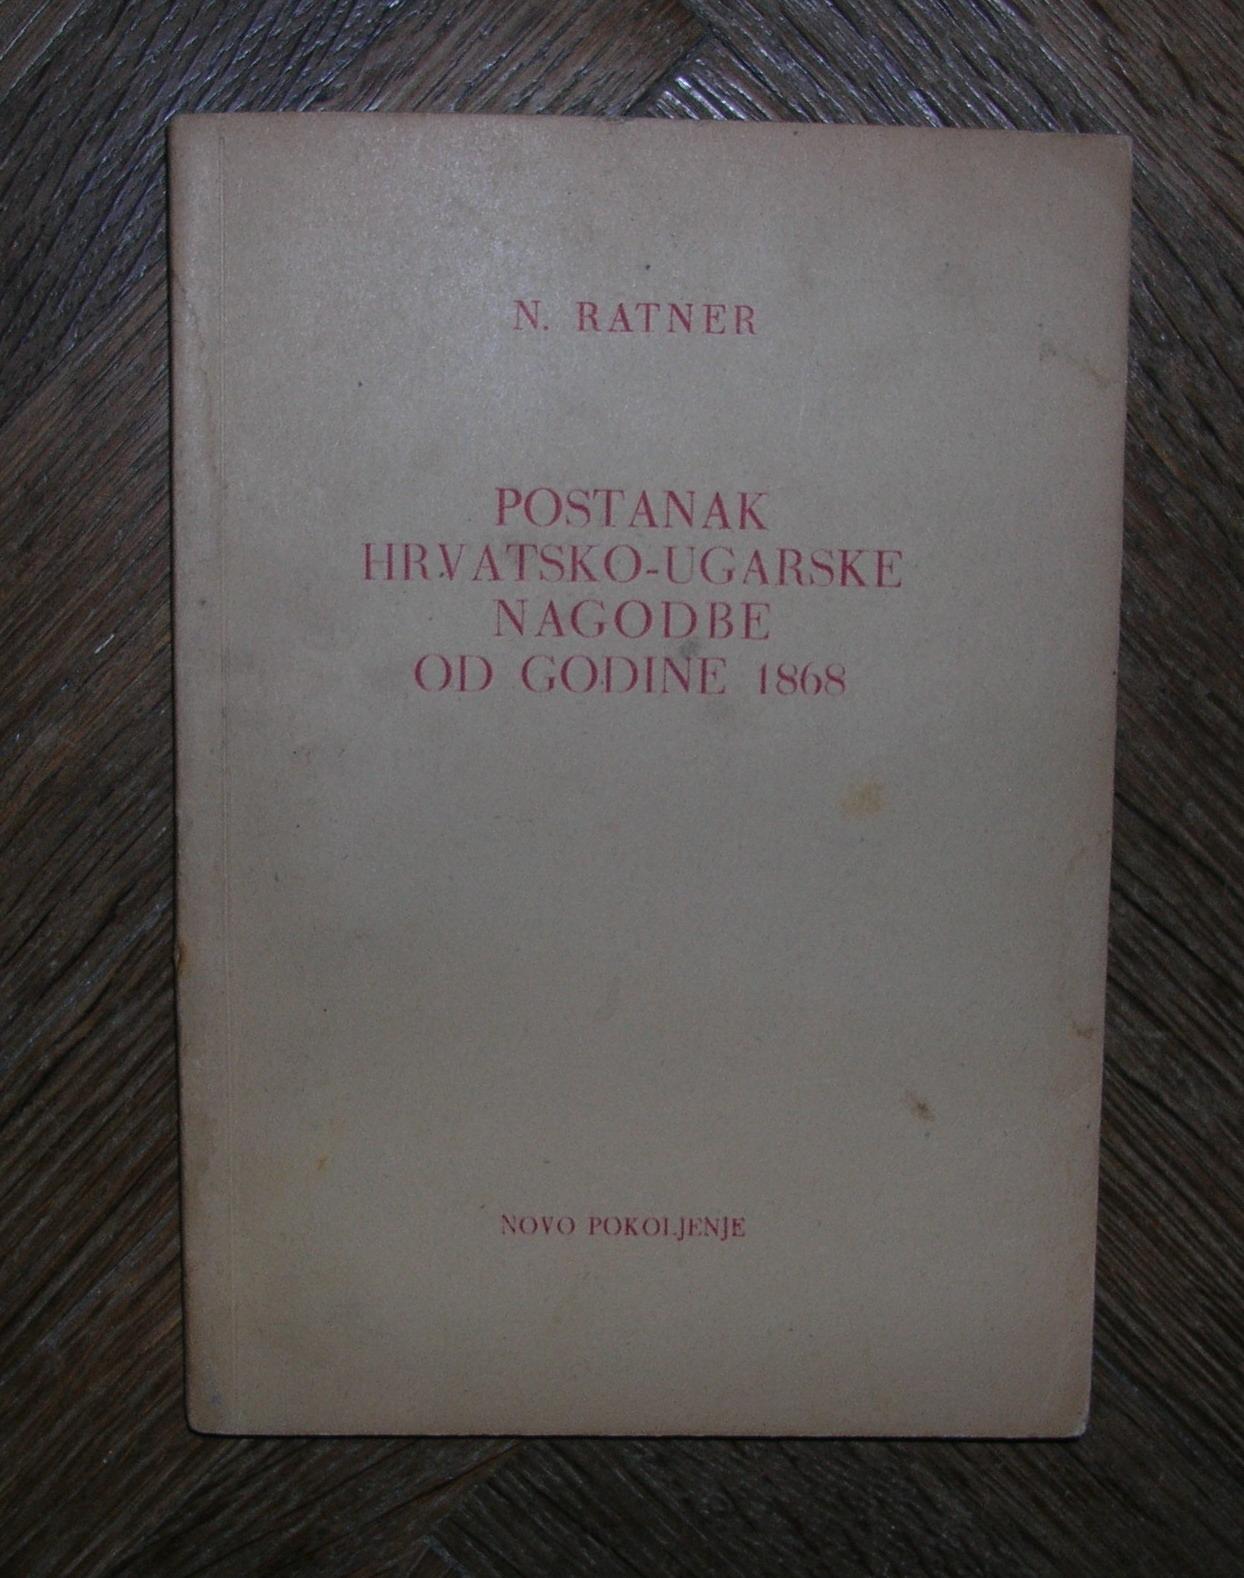 N. RATNER
POSTANAK
HRVATSKO-UGARSKE
NAGODBE
OD GODINE 1868
NOVO POKOLJENJE